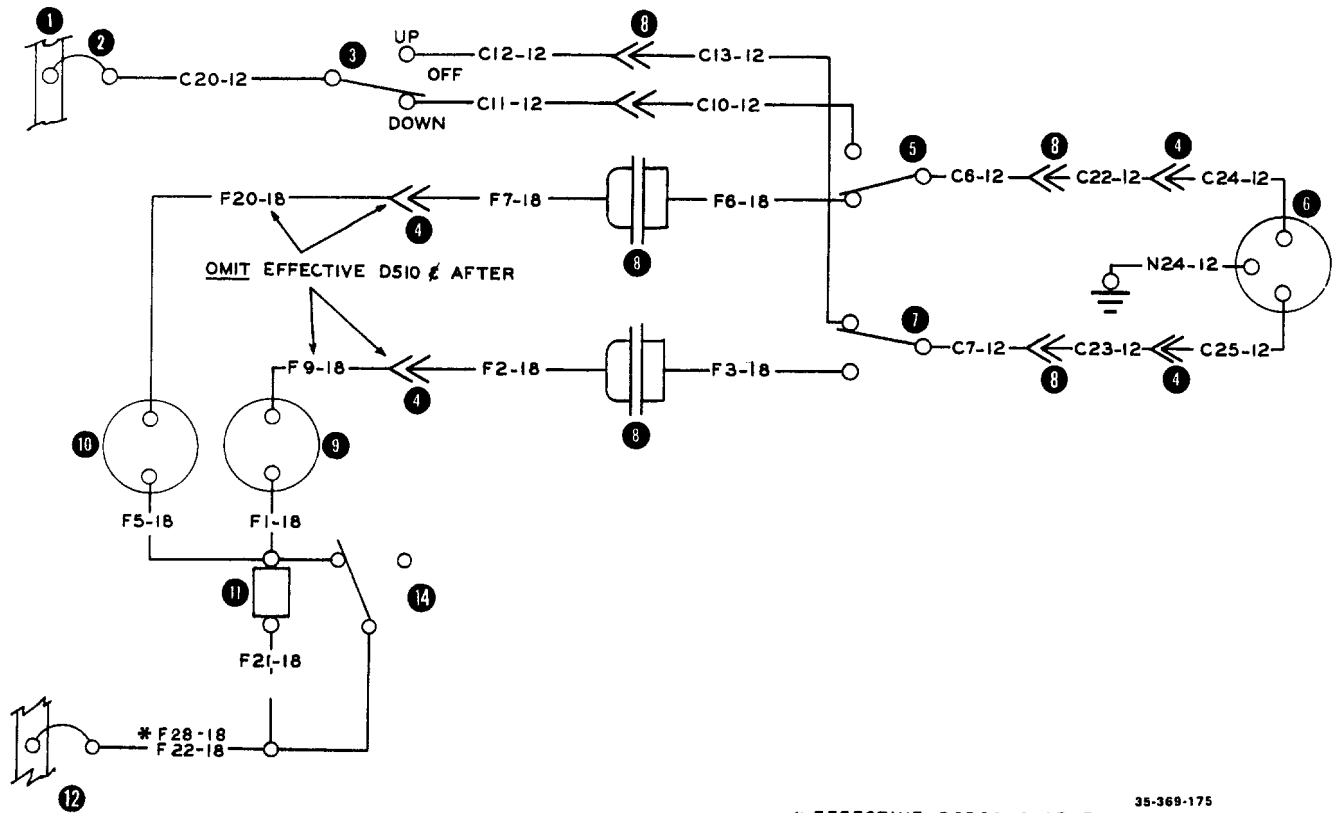 1
2
3
UP
C12-12
8
C13-12
C20-12
OFF
C11-12
C10-12
DOWN
5
C6-12
8
C22-12
4
C24-12
6
F20-18
4
F7-18
8
F6-18
OMIT EFFECTIVE D510 & AFTER
N24-12
7
C7-12
8
C23-12
4
C25-12
F9-18
4
F2-18
8
F3-18
10
9
F5-18
F1-18
11
14
F21-18
* F28-18
F22-18
12
35-369-175
EFFECTIVE